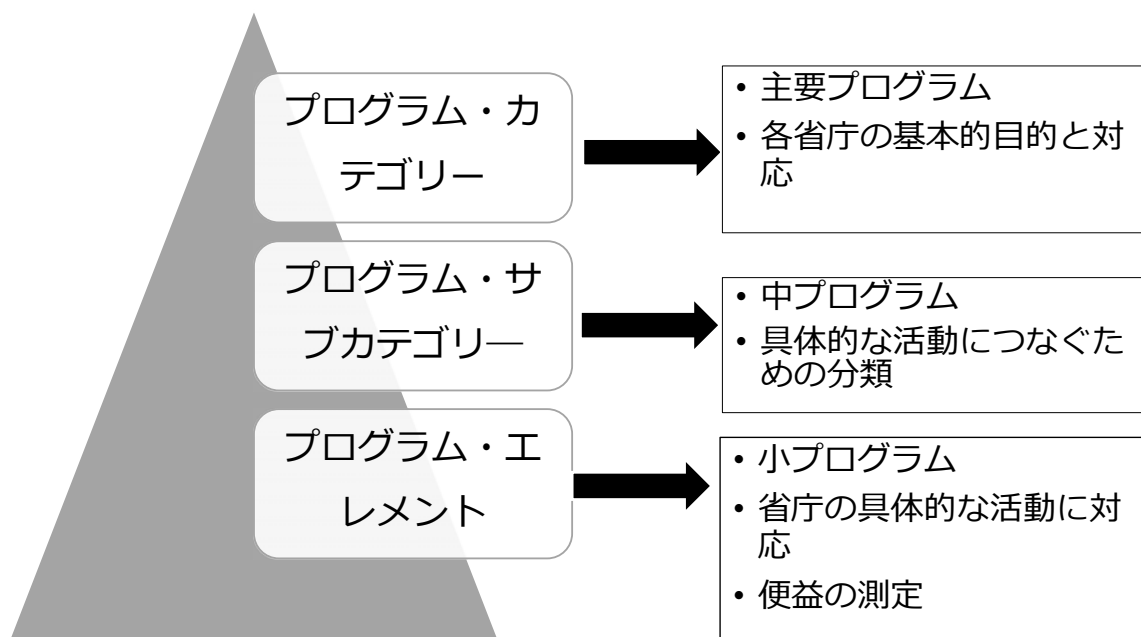 プログラム・カ
テゴリー
• 主要プログラム
• 各省庁の基本的目的と対
応
プログラム・サ
ブカテゴリ―
• 中プログラム
• 具体的な活動につなぐた
めの分類
プログラム・エ
レメント
• 小プログラム
• 省庁の具体的な活動に対
応
• 便益の測定